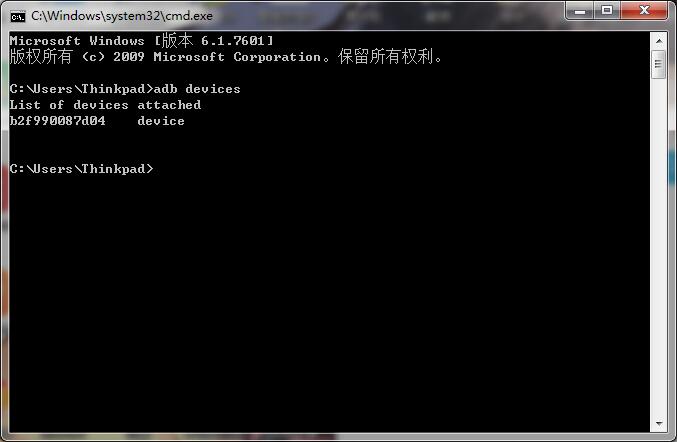 C:\Windows\system32\cmd.exe
Microsoft Windows [版本 6.1.7601]
版权所有 (c) 2009 Microsoft Corporation。保留所有权利。
C:\Users\Thinkpad>adb devices
List of devices attached
b2f990087d04    device
C:\Users\Thinkpad>